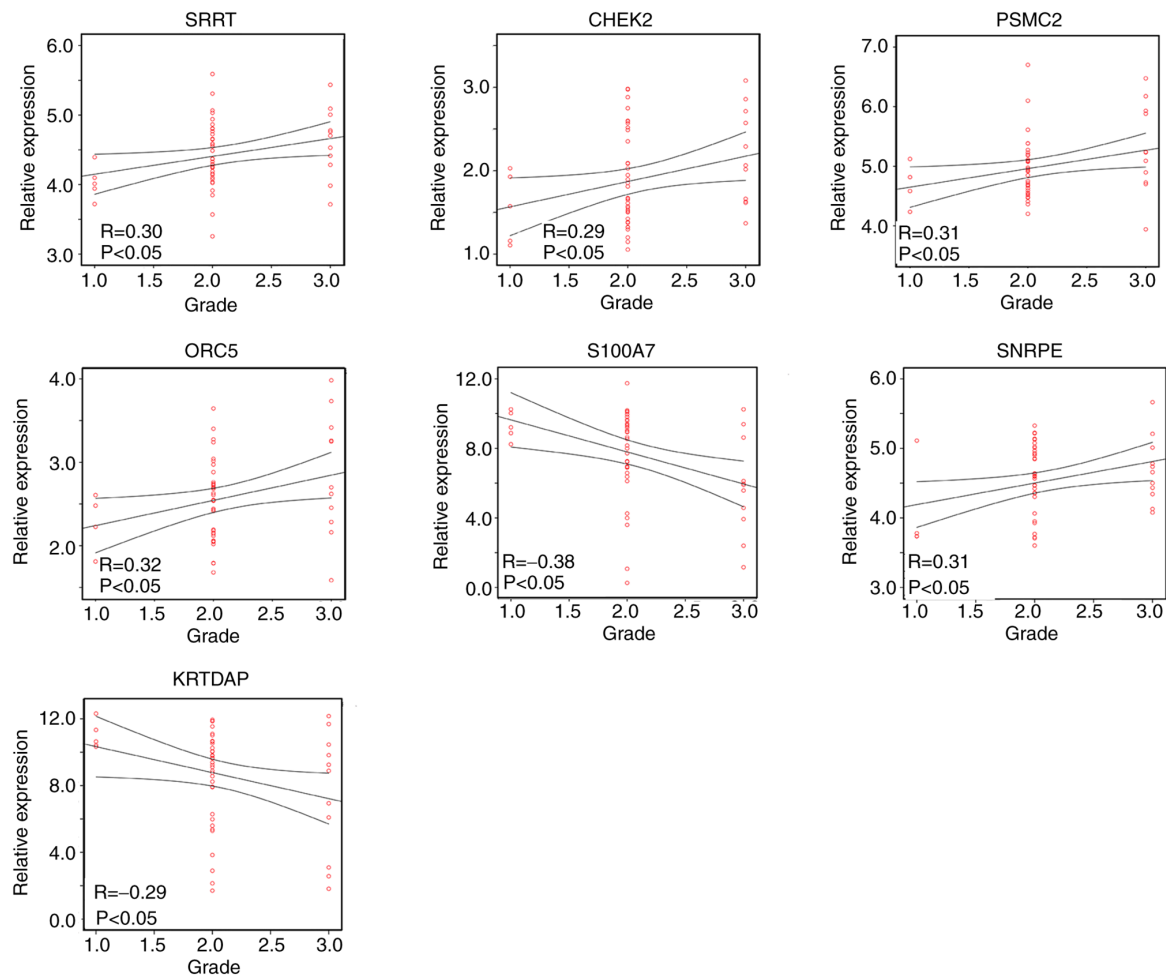 SRRT
Relative expression
6.0
5.0
4.0
3.0
R=0.30
P<0.05
1.0 1.5 2.0 2.5 3.0
Grade
CHEK2
Relative expression
3.0
2.0
1.0
R=0.29
P<0.05
1.0 1.5 2.0 2.5 3.0
Grade
PSMC2
Relative expression
7.0
6.0
5.0
4.0
R=0.31
P<0.05
1.0 1.5 2.0 2.5 3.0
Grade
ORC5
Relative expression
4.0
3.0
2.0
R=0.32
P<0.05
1.0 1.5 2.0 2.5 3.0
Grade
S100A7
Relative expression
12.0
8.0
4.0
0.0
R=−0.38
P<0.05
1.0 1.5 2.0 2.5 3.0
Grade
SNRPE
Relative expression
6.0
5.0
4.0
3.0
R=0.31
P<0.05
1.0 1.5 2.0 2.5 3.0
Grade
KRTDAP
Relative expression
12.0
8.0
4.0
0.0
R=−0.29
P<0.05
1.0 1.5 2.0 2.5 3.0
Grade